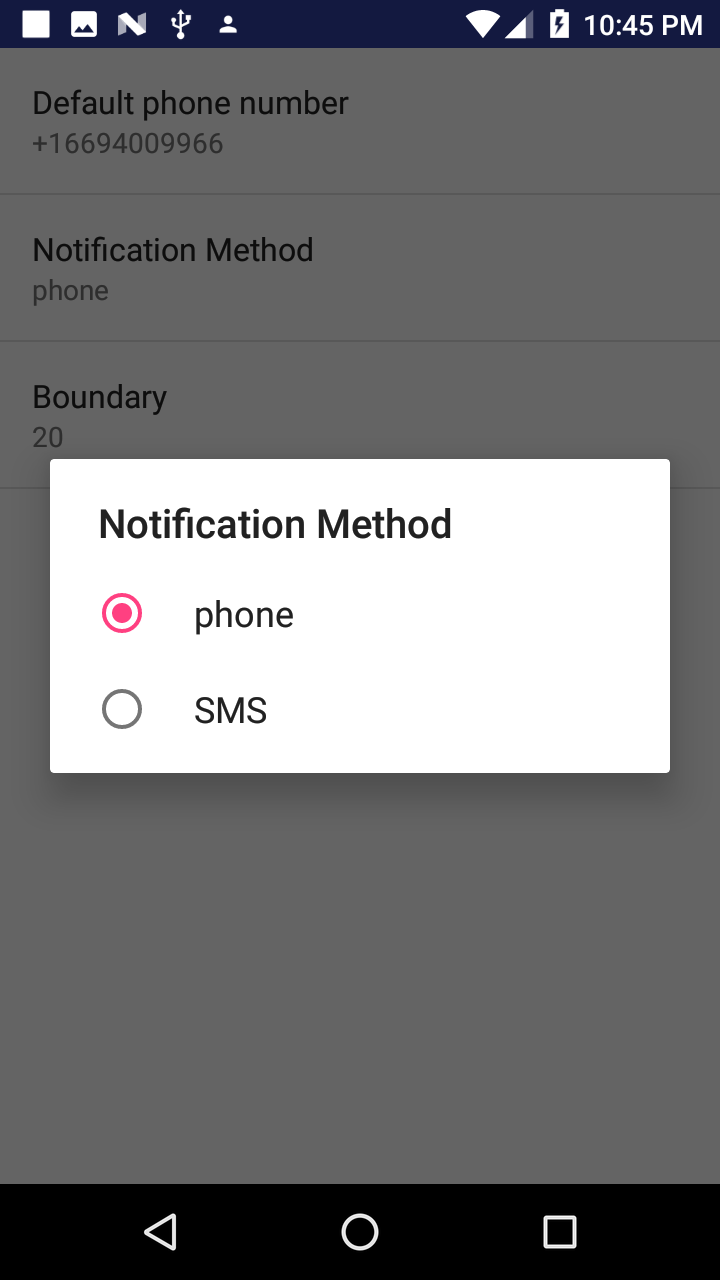 10:45 PM
Default phone number
+16694009966
Notification Method
phone
Boundary
20
Notification Method
phone
SMS